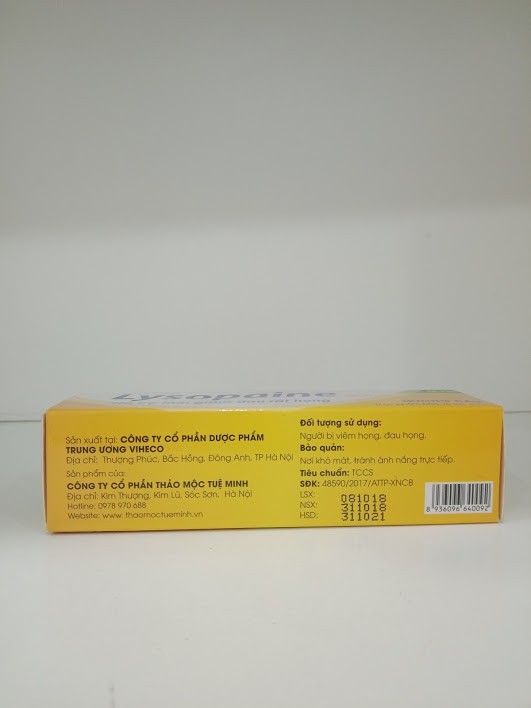 Lysopaine
Sản xuất tại: CÔNG TY CỔ PHẦN DƯỢC PHẨM
TRUNG ƯƠNG VIHECO
Địa chỉ: Thượng Phúc, Bắc Hồng, Đông Anh, TP Hà Nội
Sản phẩm của:
CÔNG TY CỔ PHẦN THẢO MỘC TUỆ MINH
Địa chỉ: Kim Thượng, Kim Lũ, Sóc Sơn, Hà Nội
Hotline: 0978 970 688
Website: www. thaomoctueminh.vn
Đối tượng sử dụng:
Người bị viêm họng, đau họng.
Bảo quản:
Nơi khô mát, tránh ánh nắng trực tiếp.
Tiêu chuẩn: TCCS
SĐK: 48590/2017/ATTP-XNCB
LSX: 081018
NSX: 311018
HSD: 311021
8 936096 640092